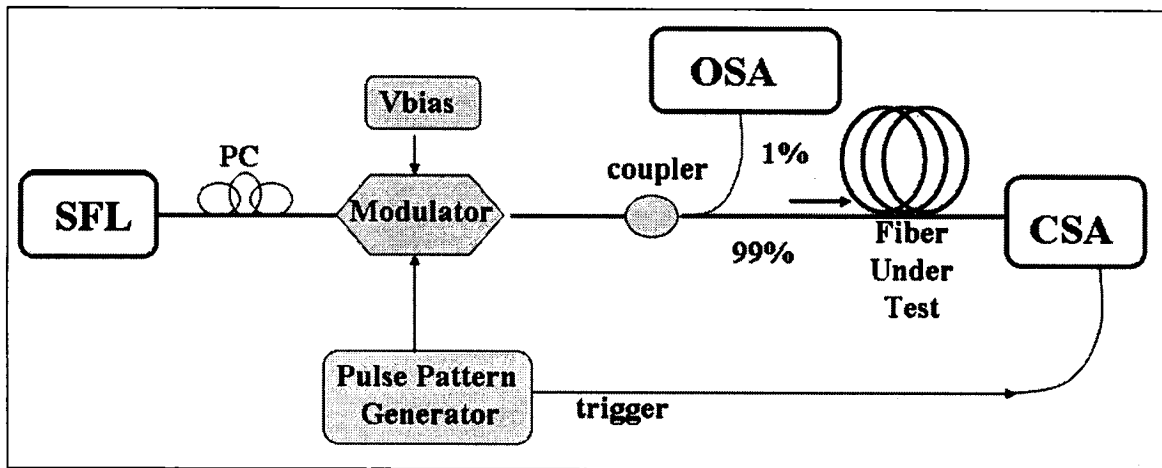 OSA
Vbias
PC
1%
coupler
SFL
Modulator
CSA
99%
Fiber
Under
Test
Pulse Pattern
Generator
trigger